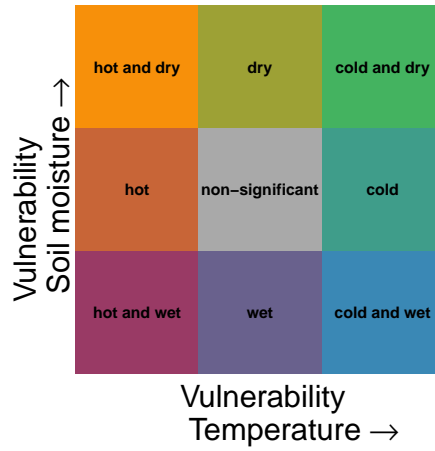 hot and dry dry cold and dry
hot non−significant cold
hot and wet wet cold and wet
Vulnerability
Soil moisture →
Vulnerability
Temperature →